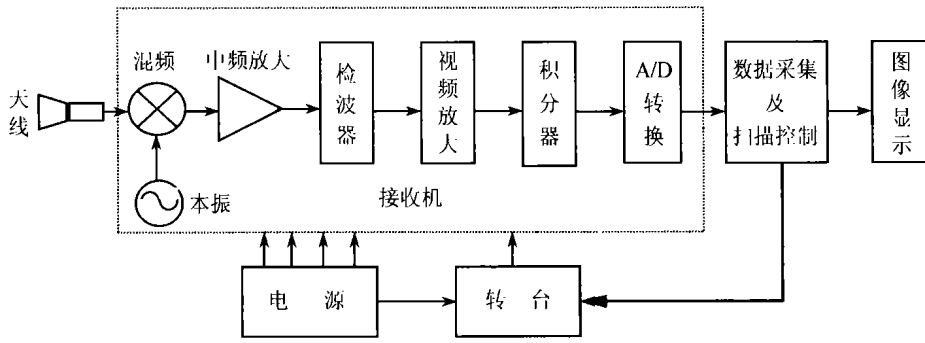 天线
混频
中频放大
检波器
视频放大
积分器
A/D
转换
数据采集
及
扫描控制
图像显示
本振
接收机
电 源
转 台